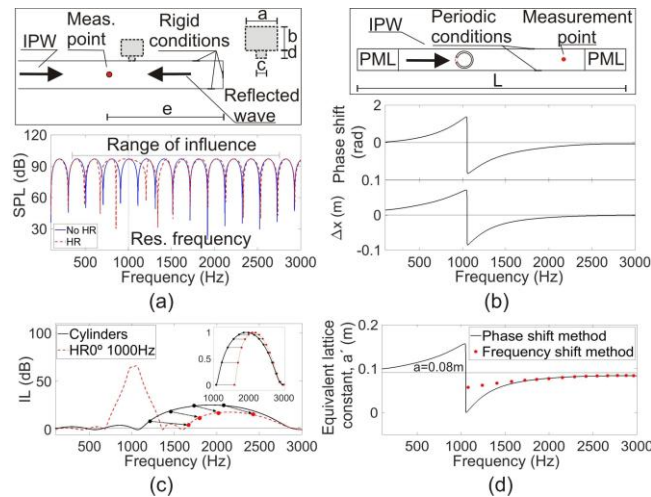 IPW
Meas.
point
Rigid
conditions
a
b
d
c
e
Reflected
wave
SPL (dB)
120
90
60
30
Range of influence
No HR
HR
Res. frequency
500 1000 1500 2000 2500 3000
Frequency (Hz)
(a)
IPW
Periodic
conditions
Measurement
point
PML
PML
L
Phase shift
(rad)
2
0
Δx (m)
0.1
0
-0.1
500 1000 1500 2000 2500 3000
Frequency (Hz)
(b)
IL (dB)
100
50
0
Cylinders
HR0º 1000Hz
1
0.5
0
1000 2000 3000
500 1000 1500 2000 2500 3000
Frequency (Hz)
(c)
Equivalent lattice
constant, a´ (m)
0.2
0.1
0
a=0.08m
Phase shift method
Frequency shift method
500 1000 1500 2000 2500 3000
Frequency (Hz)
(d)